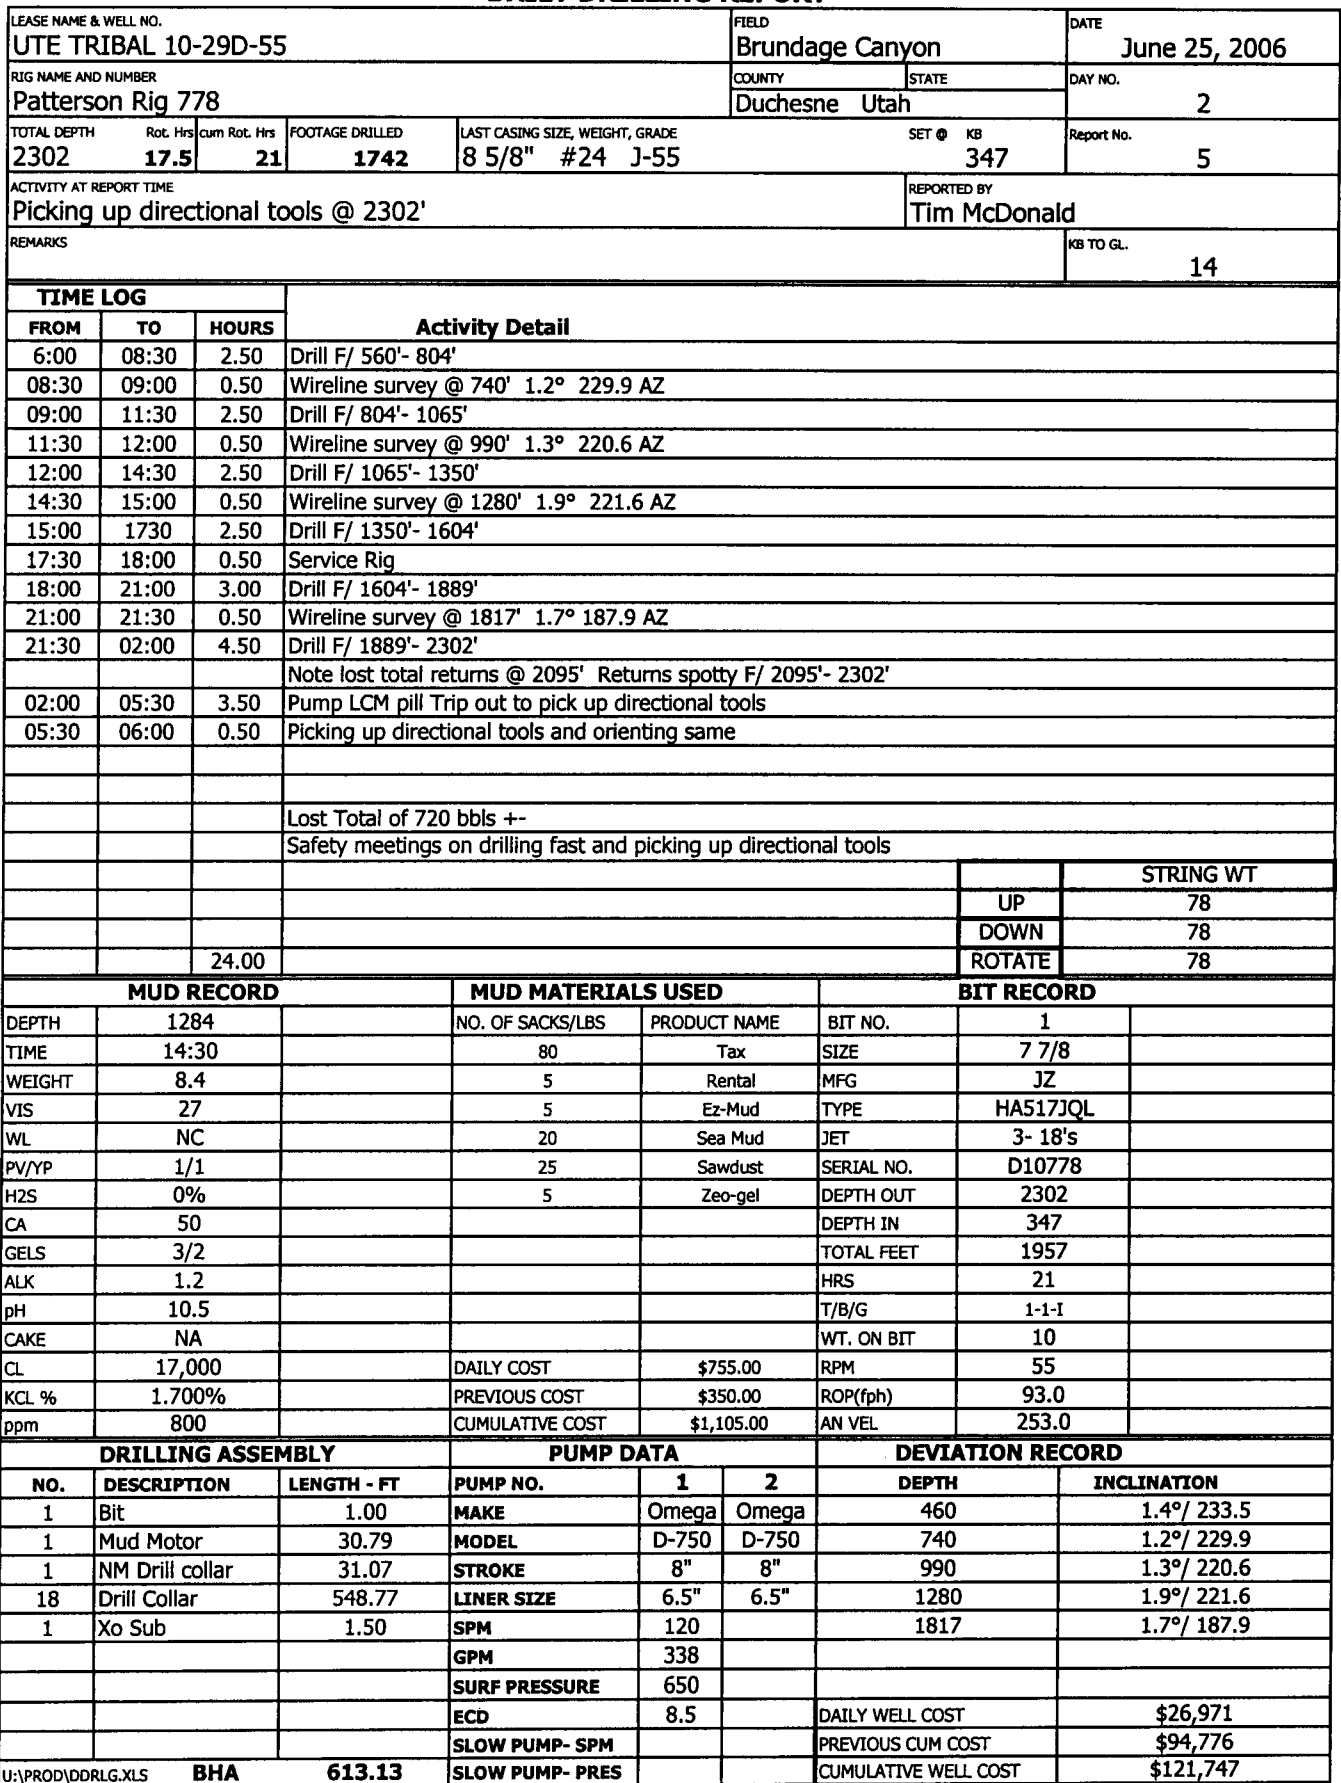 LEASE NAME & WELL NO. FIELD DATE
UTE TRIBAL 10-29D-55 Brundage Canyon June 25, 2006
RIG NAME AND NUMBER COUNTY STATE DAY NO.
Patterson Rig 778 Duchesne Utah 2
TOTAL DEPTH Rot. Hrs cum Rot. Hrs FOOTAGE DRILLED LAST CASING SIZE, WEIGHT, GRADE SET @ KB Report No.
2302 17.5 21 1742 8 5/8" #24 J-55 347 5
ACTIVITY AT REPORT TIME REPORTED BY
Picking up directional tools @ 2302' Tim McDonald
REMARKS KB TO GL.
14
TIME LOG
FROM TO HOURS Activity Detail
6:00 08:30 2.50 Drill F/ 560'- 804'
08:30 09:00 0.50 Wireline survey @ 740' 1.2° 229.9 AZ
09:00 11:30 2.50 Drill F/ 804'- 1065'
11:30 12:00 0.50 Wireline survey @ 990' 1.3° 220.6 AZ
12:00 14:30 2.50 Drill F/ 1065'- 1350'
14:30 15:00 0.50 Wireline survey @ 1280' 1.9° 221.6 AZ
15:00 1730 2.50 Drill F/ 1350'- 1604'
17:30 18:00 0.50 Service Rig
18:00 21:00 3.00 Drill F/ 1604'- 1889'
21:00 21:30 0.50 Wireline survey @ 1817' 1.7° 187.9 AZ
21:30 02:00 4.50 Drill F/ 1889'- 2302'
Note lost total returns @ 2095' Returns spotty F/ 2095'- 2302'
02:00 05:30 3.50 Pump LCM pill Trip out to pick up directional tools
05:30 06:00 0.50 Picking up directional tools and orienting same
Lost Total of 720 bbls +-
Safety meetings on drilling fast and picking up directional tools
STRING WT
UP 78
DOWN 78
24.00 ROTATE 78
MUD RECORD MUD MATERIALS USED BIT RECORD
DEPTH 1284 NO. OF SACKS/LBS PRODUCT NAME BIT NO. 1
TIME 14:30 80 Tax SIZE 7 7/8
WEIGHT 8.4 5 Rental MFG JZ
VIS 27 5 Ez-Mud TYPE HA517JQL
WL NC 20 Sea Mud JET 3- 18's
PV/YP 1/1 25 Sawdust SERIAL NO. D10778
H2S 0% 5 Zeo-gel DEPTH OUT 2302
CA 50 DEPTH IN 347
GELS 3/2 TOTAL FEET 1957
ALK 1.2 HRS 21
pH 10.5 T/B/G 1-1-I
CAKE NA WT. ON BIT 10
CL 17,000 DAILY COST $755.00 RPM 55
KCL % 1.700% PREVIOUS COST $350.00 ROP(fph) 93.0
ppm 800 CUMULATIVE COST $1,105.00 AN VEL 253.0
DRILLING ASSEMBLY PUMP DATA DEVIATION RECORD
NO. DESCRIPTION LENGTH - FT PUMP NO. 1 2 DEPTH INCLINATION
1 Bit 1.00 MAKE Omega Omega 460 1.4°/ 233.5
1 Mud Motor 30.79 MODEL D-750 D-750 740 1.2°/ 229.9
1 NM Drill collar 31.07 STROKE 8" 8" 990 1.3°/ 220.6
18 Drill Collar 548.77 LINER SIZE 6.5" 6.5" 1280 1.9°/ 221.6
1 Xo Sub 1.50 SPM 120 1817 1.7°/ 187.9
GPM 338
SURF PRESSURE 650
ECD 8.5 DAILY WELL COST $26,971
SLOW PUMP- SPM PREVIOUS CUM COST $94,776
U:\PROD\DDRLG.XLS BHA 613.13 SLOW PUMP- PRES CUMULATIVE WELL COST $121,747